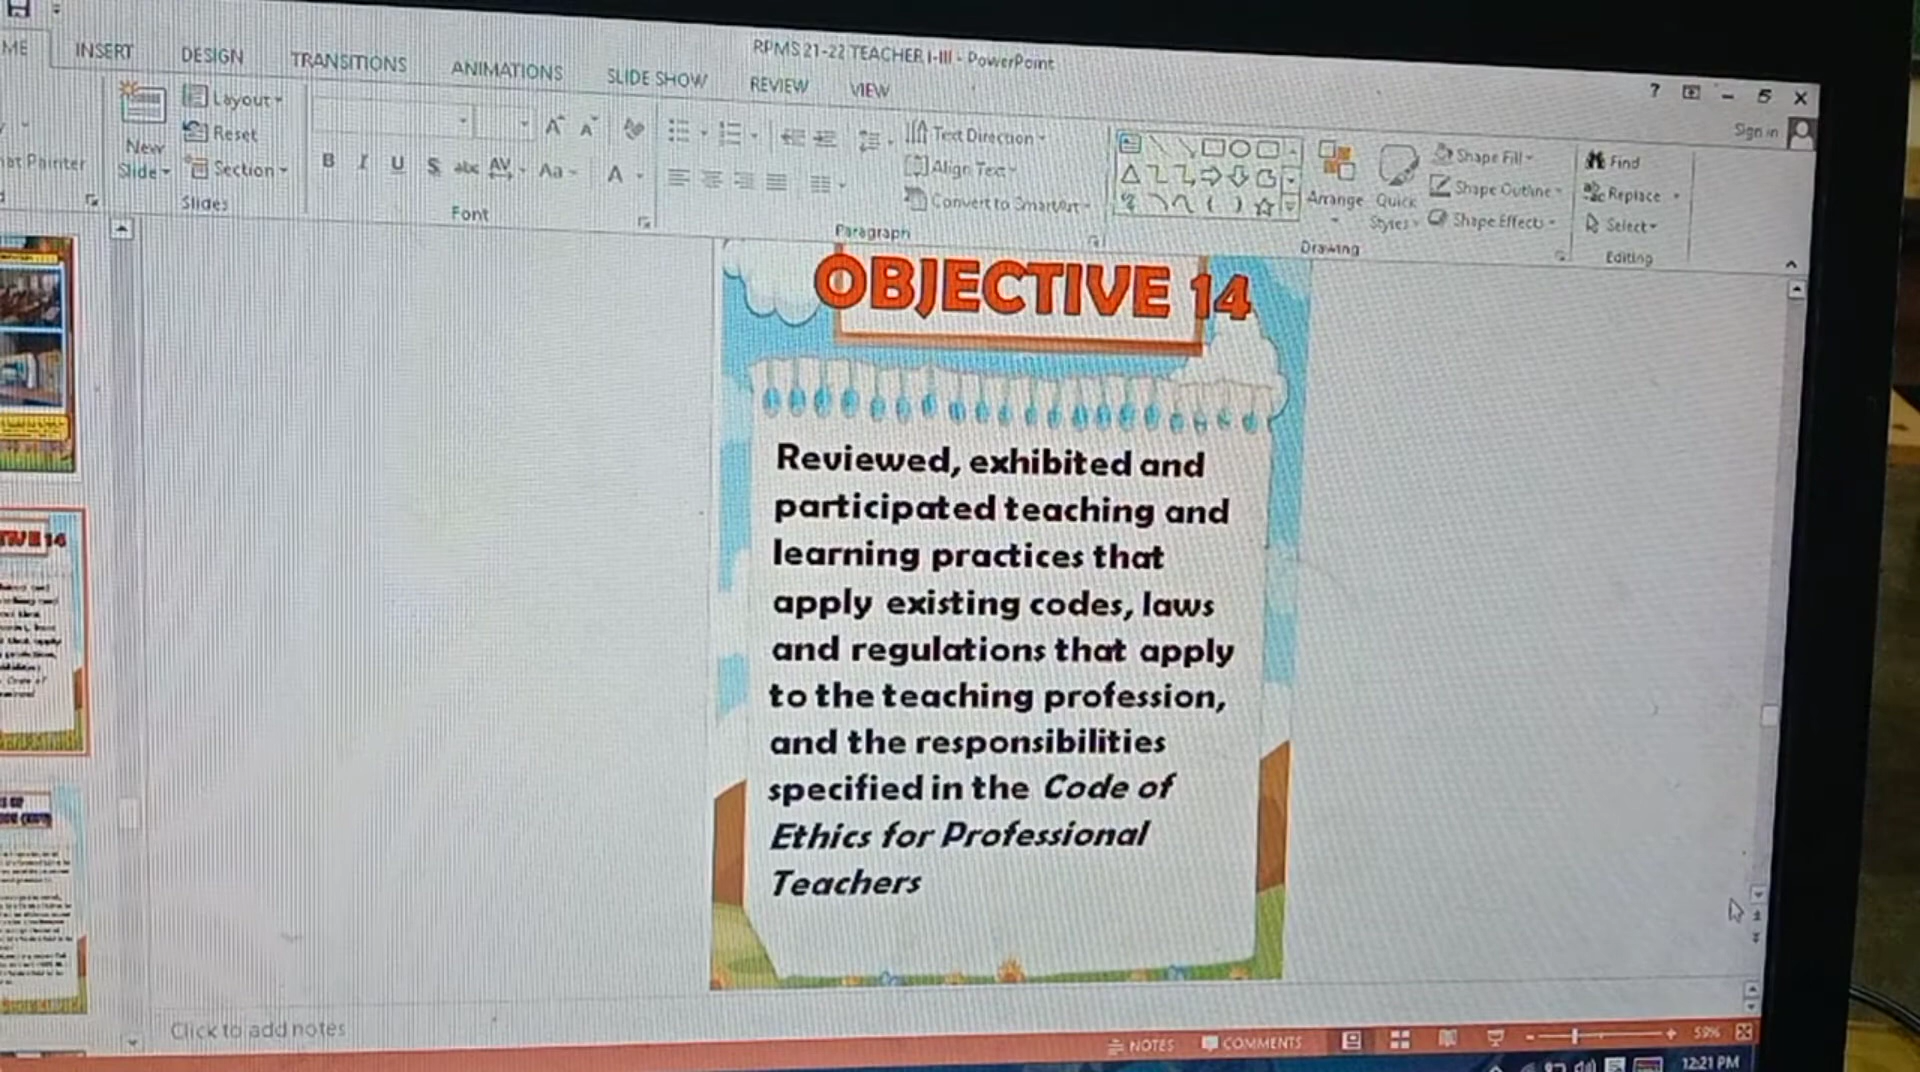 RPMS 21-22 TEACHER I-III - PowerPoint
INSERT DESIGN TRANSITIONS ANIMATIONS SLIDE SHOW REVIEW VIEW
Sign in
New
Slide
Layout
Reset
Section
Slides
B I U S abc AV Aa A
Font
Text Direction
Align Text
Convert to SmartArt
Paragraph
Arrange
Quick
Styles
Shape Fill
Shape Outline
Shape Effects
Drawing
Find
Replace
Select
Editing
OBJECTIVE 14
Reviewed, exhibited and
participated teaching and
learning practices that
apply existing codes, laws
and regulations that apply
to the teaching profession,
and the responsibilities
specified in the Code of
Ethics for Professional
Teachers
Click to add notes
NOTES COMMENTS 59%
12:21 PM